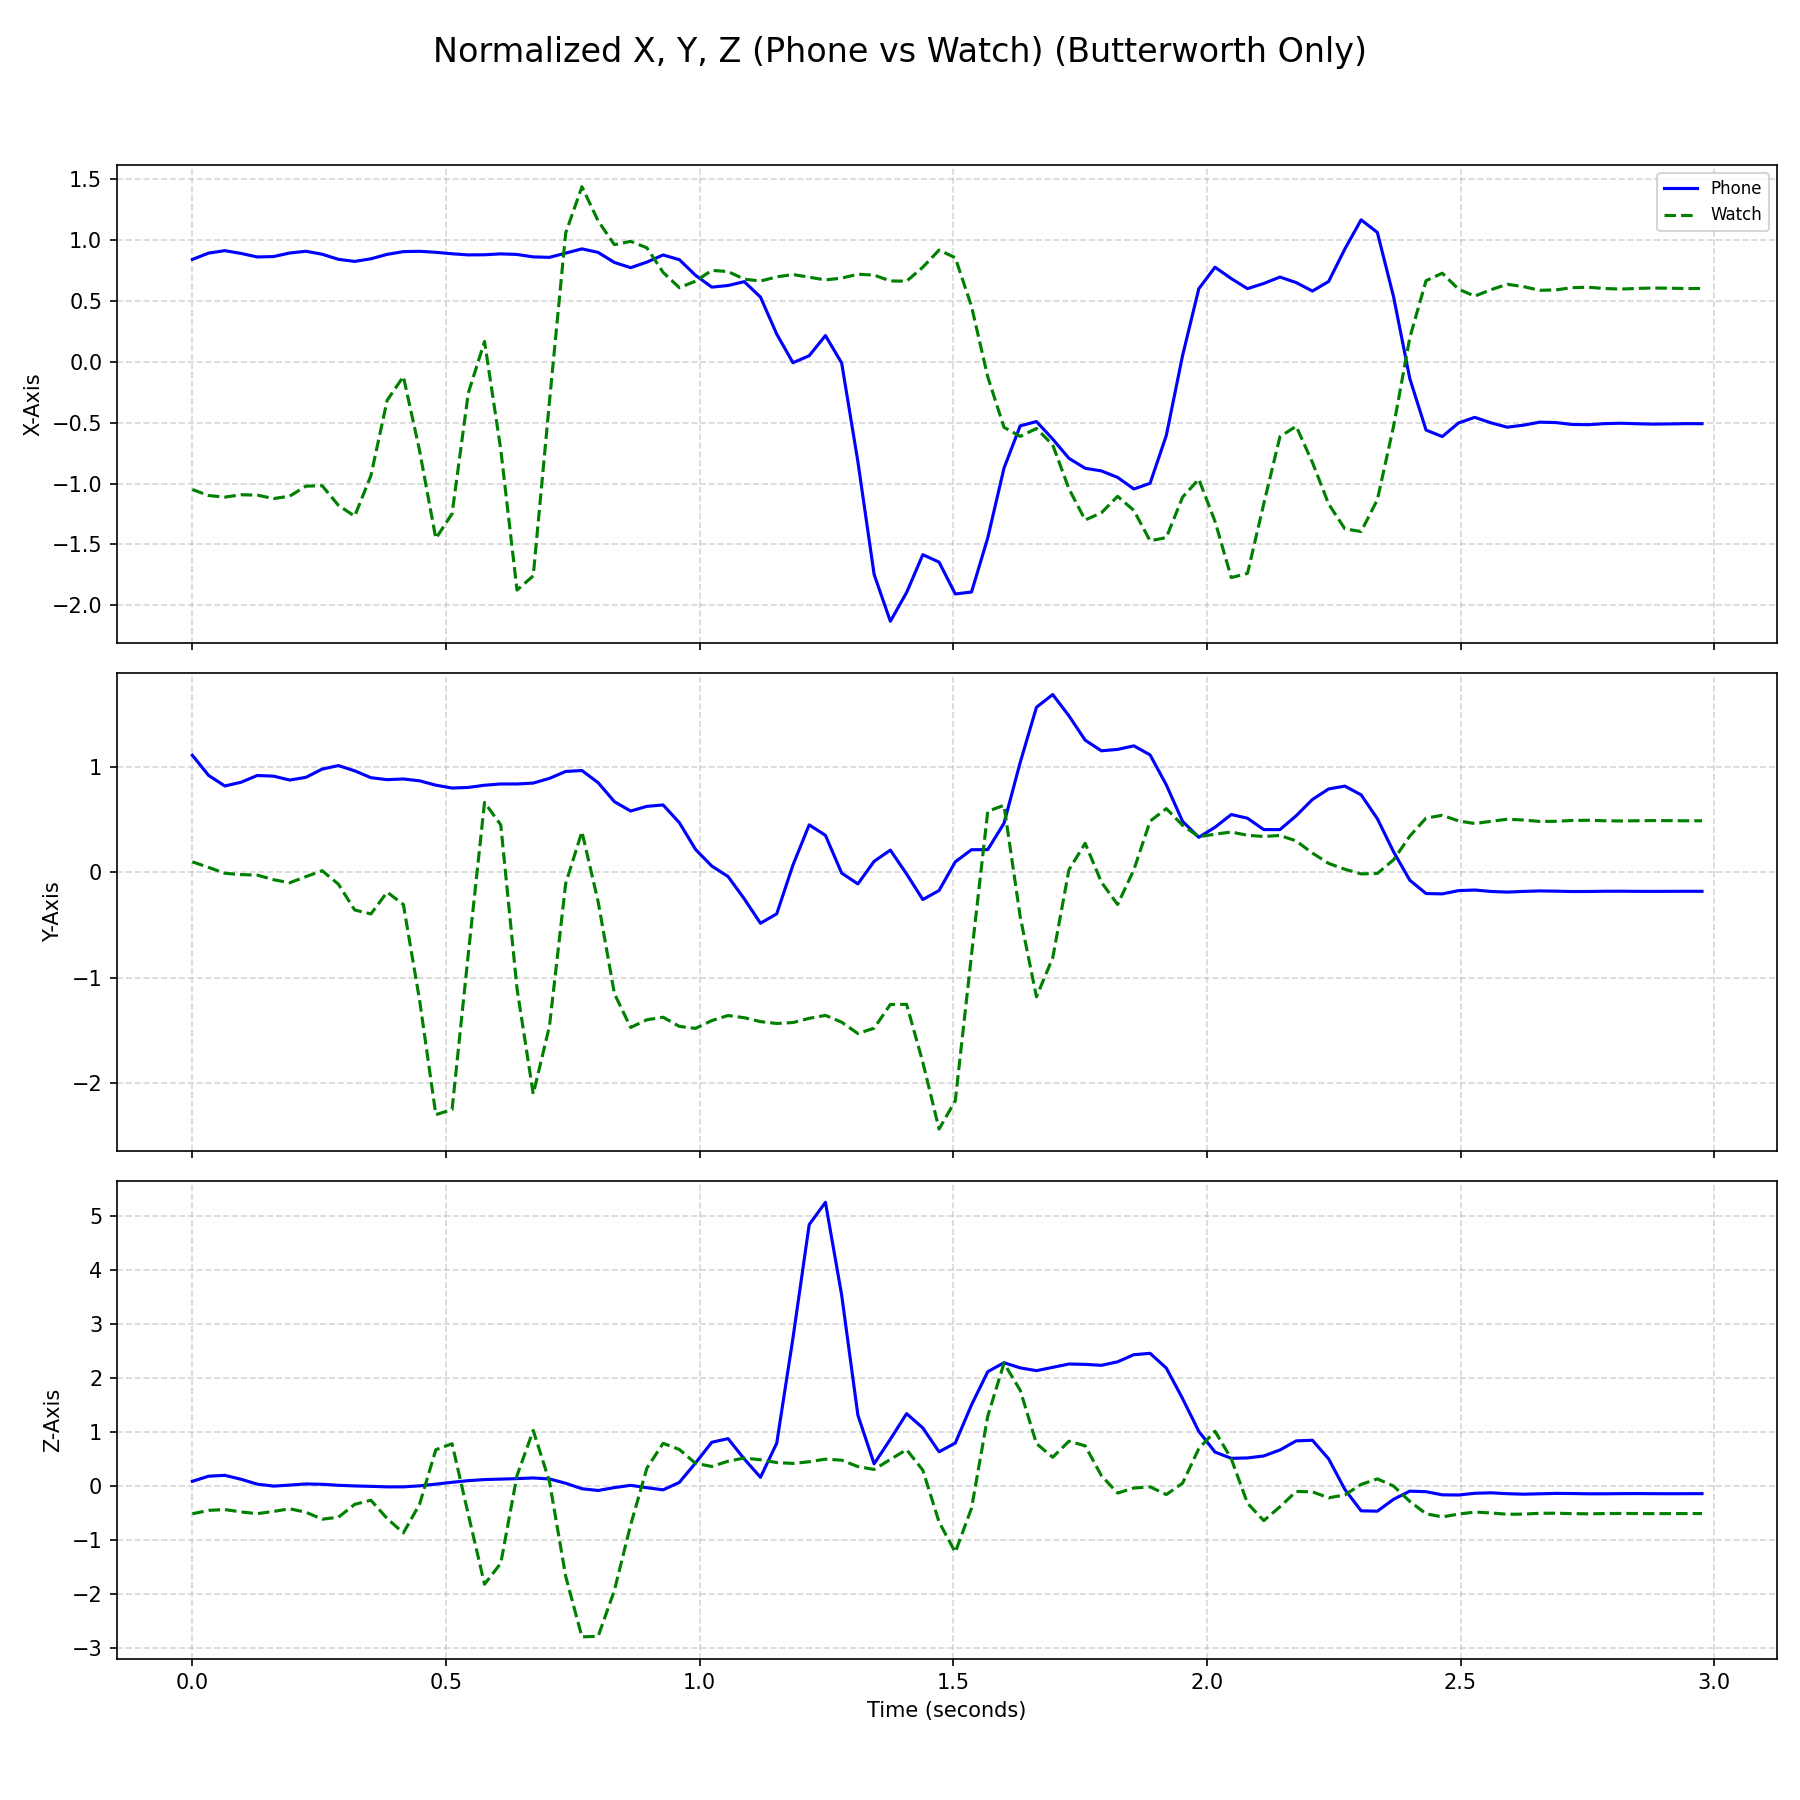 Normalized X, Y, Z (Phone vs Watch) (Butterworth Only)
Phone
Watch
X-Axis
1.5
1.0
0.5
0.0
−0.5
−1.0
−1.5
−2.0
Y-Axis
1
0
−1
−2
Z-Axis
5
4
3
2
1
0
−1
−2
−3
0.0 0.5 1.0 1.5 2.0 2.5 3.0
Time (seconds)